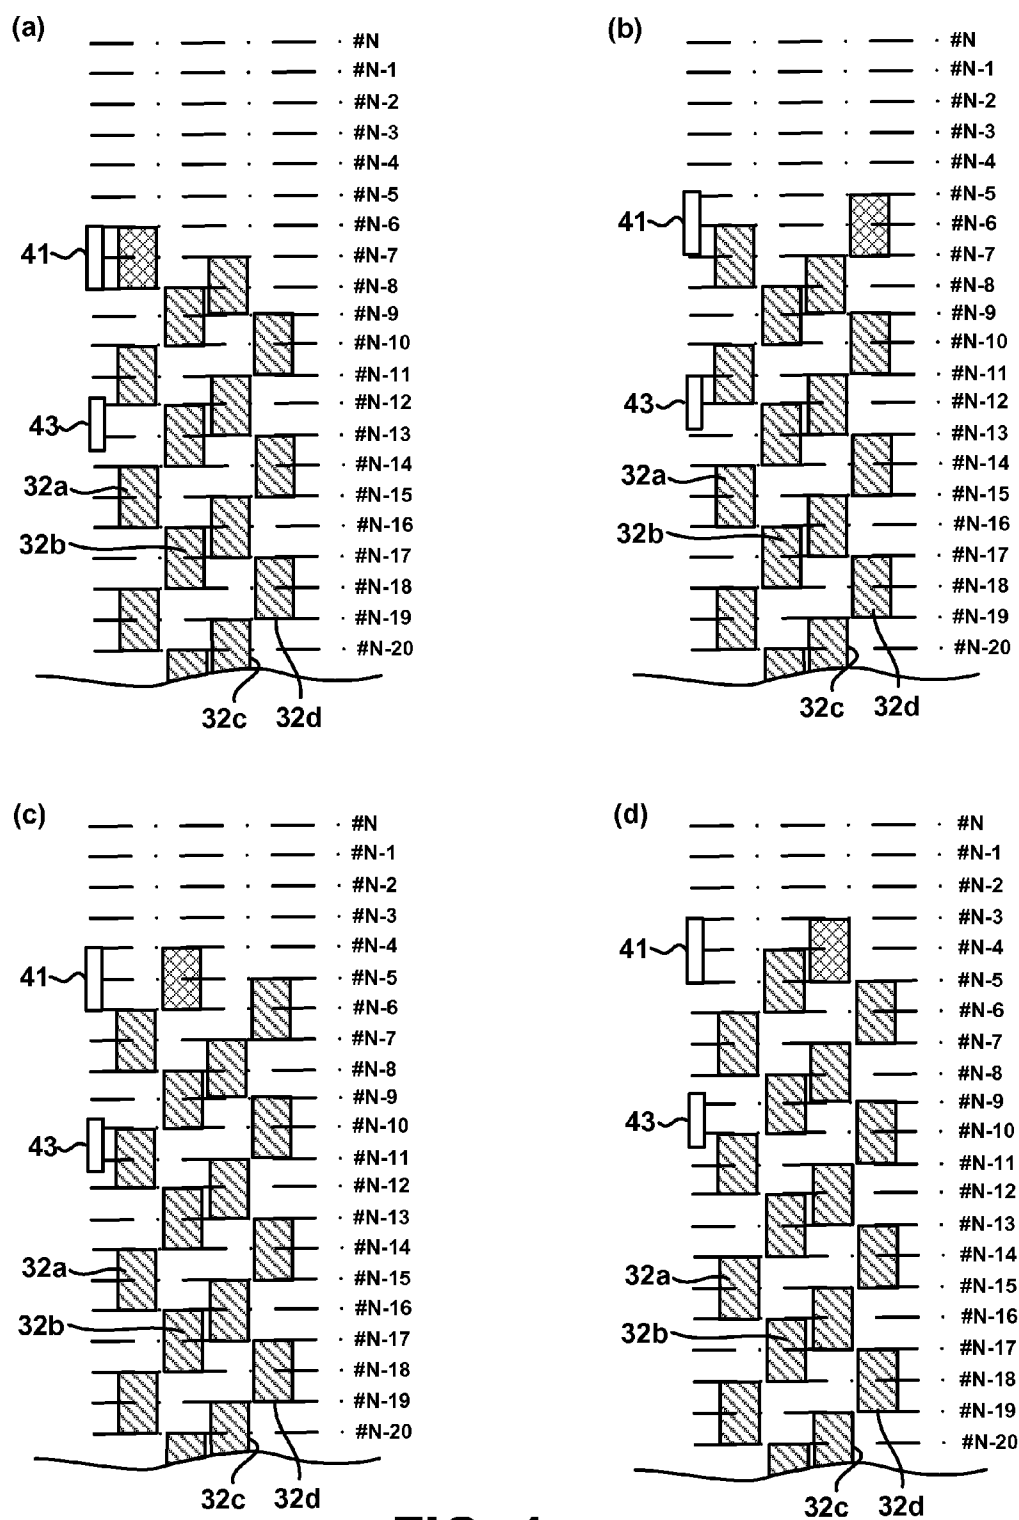 (a)
#N
#N-1
#N-2
#N-3
#N-4
#N-5
#N-6
41
#N-7
#N-8
#N-9
#N-10
#N-11
#N-12
43
#N-13
#N-14
32a
#N-15
#N-16
32b
#N-17
#N-18
#N-19
#N-20
32c 32d
(b)
#N
#N-1
#N-2
#N-3
#N-4
#N-5
41
#N-6
#N-7
#N-8
#N-9
#N-10
#N-11
43
#N-12
#N-13
#N-14
32a
#N-15
#N-16
32b
#N-17
#N-18
#N-19
#N-20
32c 32d
(c)
#N
#N-1
#N-2
#N-3
#N-4
41
#N-5
#N-6
#N-7
#N-8
#N-9
#N-10
43
#N-11
#N-12
#N-13
#N-14
32a
#N-15
#N-16
32b
#N-17
#N-18
#N-19
#N-20
32c 32d
(d)
#N
#N-1
#N-2
#N-3
41
#N-4
#N-5
#N-6
#N-7
#N-8
#N-9
43
#N-10
#N-11
#N-12
#N-13
#N-14
32a
#N-15
#N-16
32b
#N-17
#N-18
#N-19
#N-20
32c 32d